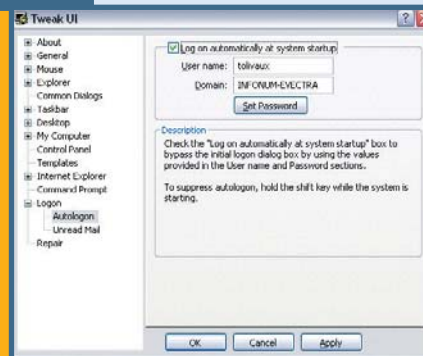 Tweak UI
About
General
Mouse
Explorer
Common Dialogs
Taskbar
Desktop
My Computer
Control Panel
Templates
Internet Explorer
Command Prompt
Logon
Autologon
Unread Mail
Repair
Log on automatically at system startup
User name: tolivaux
Domain: INFONUM-EVECTRA
Set Password
Description
Check the "Log on automatically at system startup" box to
bypass the initial logon dialog box by using the values
provided in the User name and Password sections.
To suppress autologon, hold the shift key while the system is
starting.
OK Cancel Apply